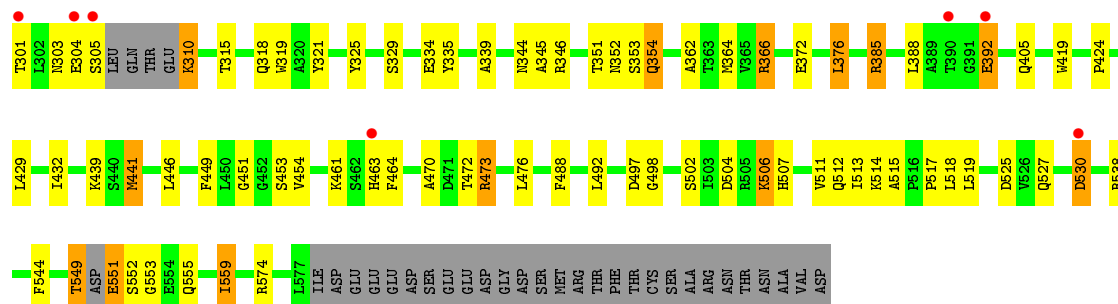 T301 L302 N303 E304 S305 LEU GLN THR GLU K310 T315 Q318 W319 A320 Y321 Y325 S329 E334 Y335 A339 N344 A345 R346 T351 N352 S353 Q354 A362 T363 M364 V365 R366 E372 L376 R385 L388 A389 T390 G391 E392 Q405 W419 P424
L429 I432 K439 S440 M441 L446 F449 L450 G451 G452 S453 V454 K461 S462 H463 F464 A470 D471 T472 R473 L476 F488 L492 D497 G498 S502 I503 D504 R505 K506 H507 V511 Q512 I513 K514 A515 P516 P517 L518 L519 D525 V526 Q527 D530
F544 T549 ASP E551 S552 G553 E554 Q555 I559 R574 L577 ILE ASP GLU GLU GLU ASP SER GLU GLU ASP GLY ASP SER MET ARG THR PHE THR CYS SER ALA ARG ASN THR ASN ALA VAL ASP